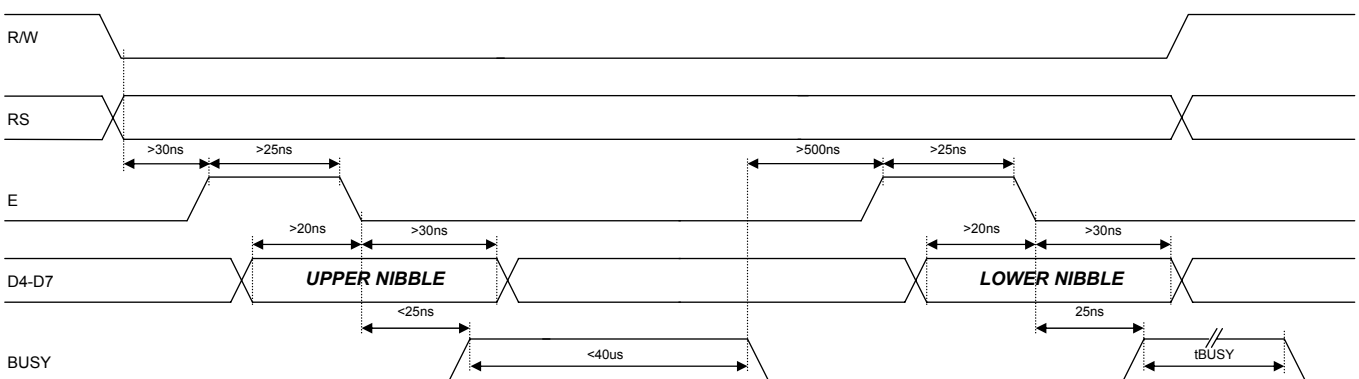 R/W
RS
>30ns >25ns >500ns >25ns
E
>20ns >30ns >20ns >30ns
D4-D7 UPPER NIBBLE LOWER NIBBLE
<25ns 25ns
BUSY <40us tBUSY